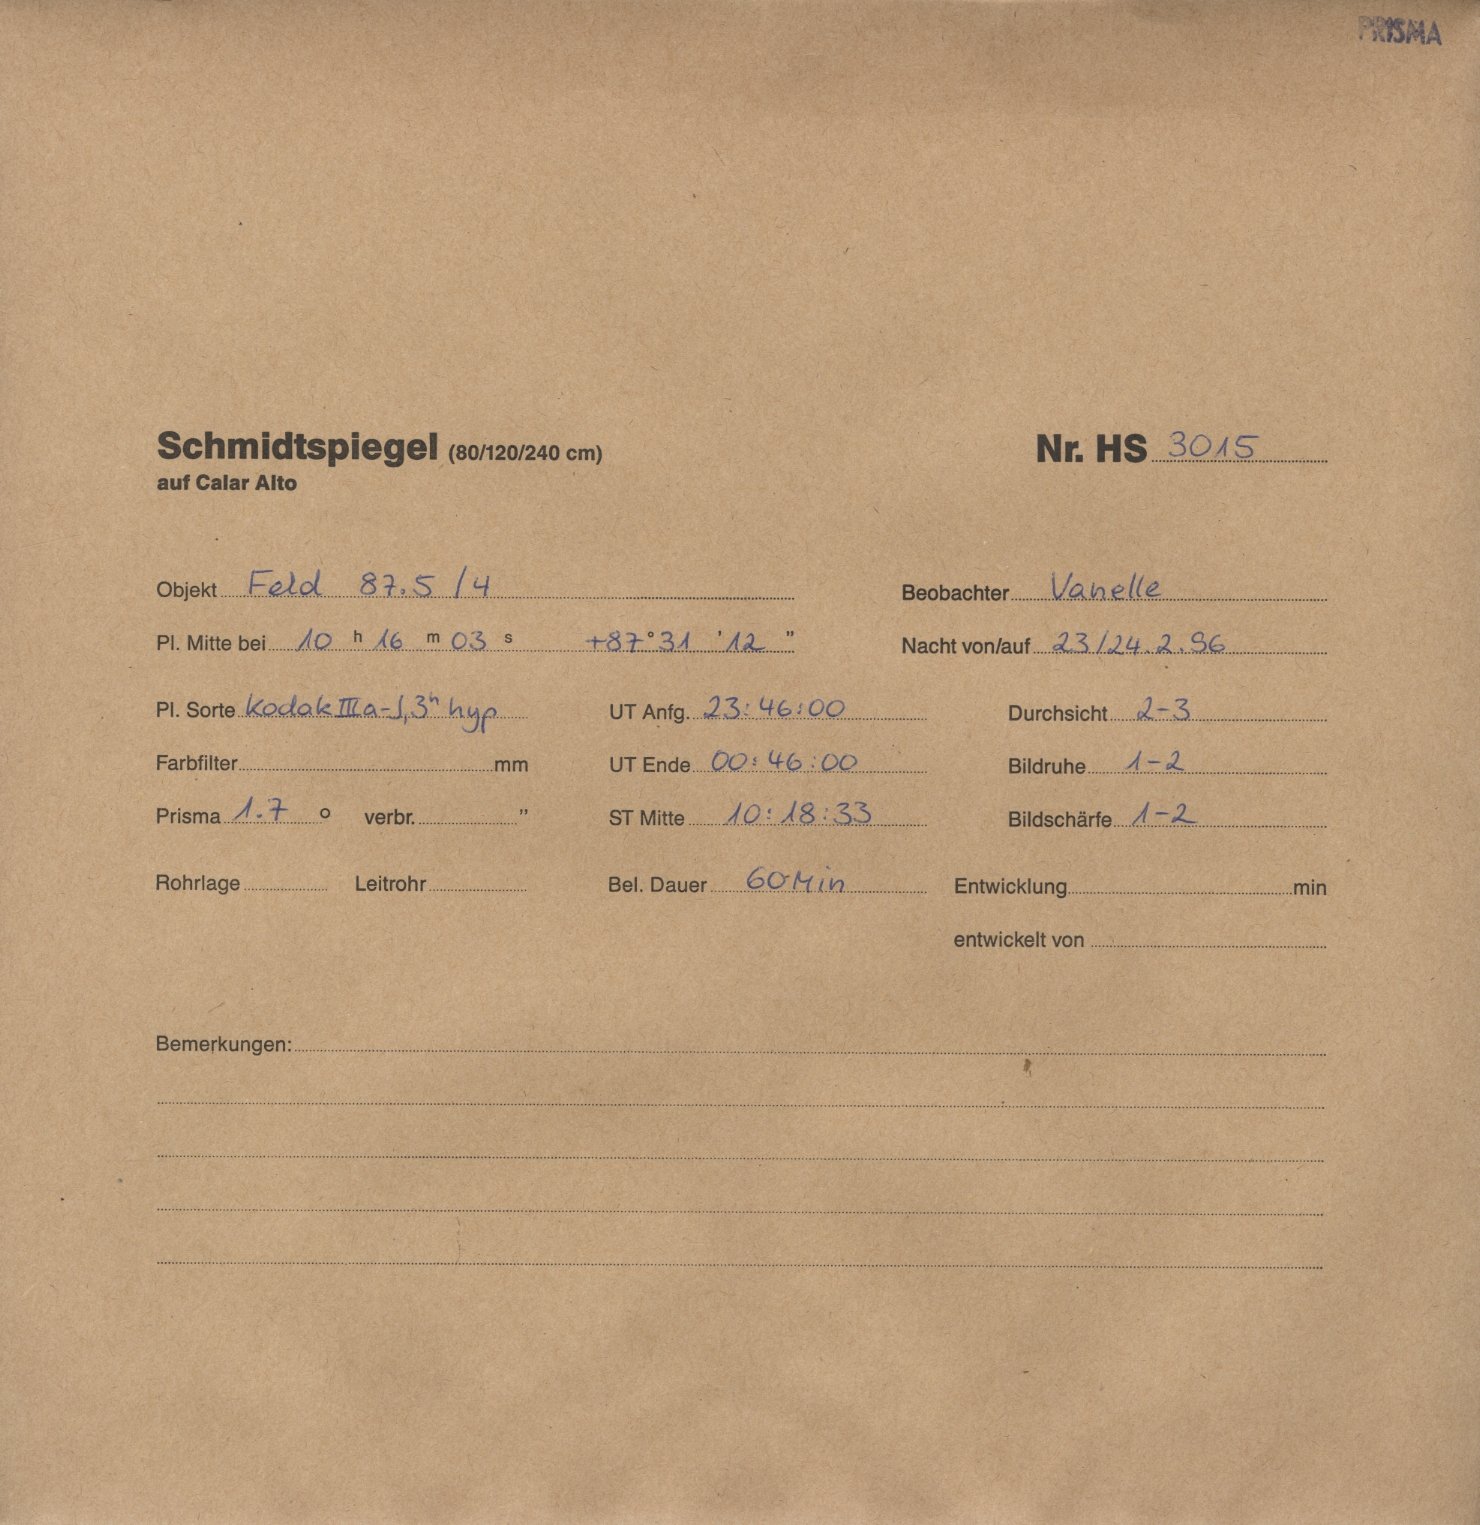 PRISMA
Schmidtspiegel (80/120/240 cm) Nr. HS 3015
auf Calar Alto
Objekt Feld 87.5 /4 Beobachter Vanelle
Pl. Mitte bei 10 h 16 m 03 s +87° 31 ' 12 " Nacht von/auf 23/24.2.96
Pl. Sorte Kodak IIIa-J, 3h hyp UT Anfg. 23:46:00 Durchsicht 2-3
Farbfilter mm UT Ende 00:46:00 Bildruhe 1-2
Prisma 1.7 ° verbr. " ST Mitte 10:18:33 Bildschärfe 1-2
Rohrlage Leitrohr Bel. Dauer 60 Min Entwicklung min
entwickelt von
Bemerkungen: